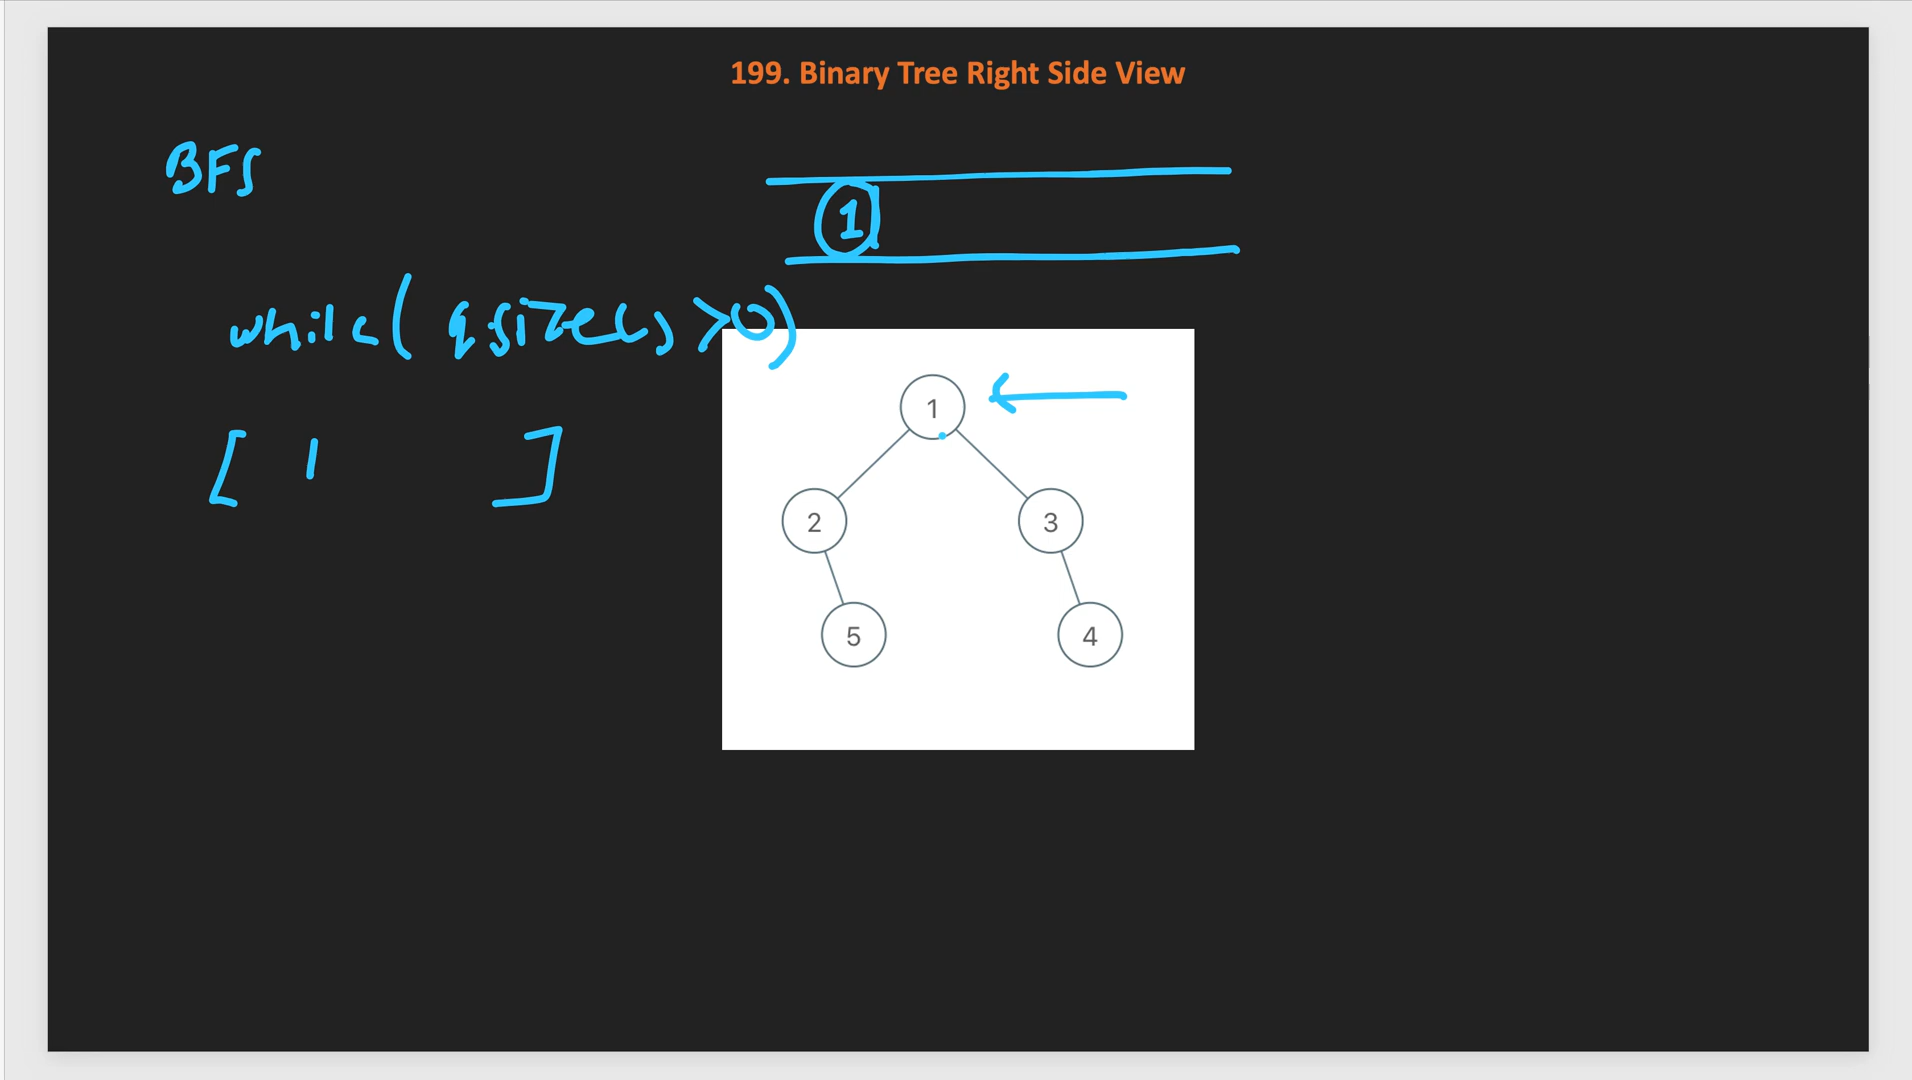 199. Binary Tree Right Side View
BFS
1
while( q.size() > 0)
[ 1 ]
1
2 3
5 4